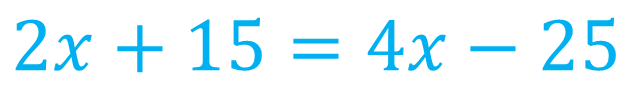 2𝑥 + 15 = 4𝑥 − 25